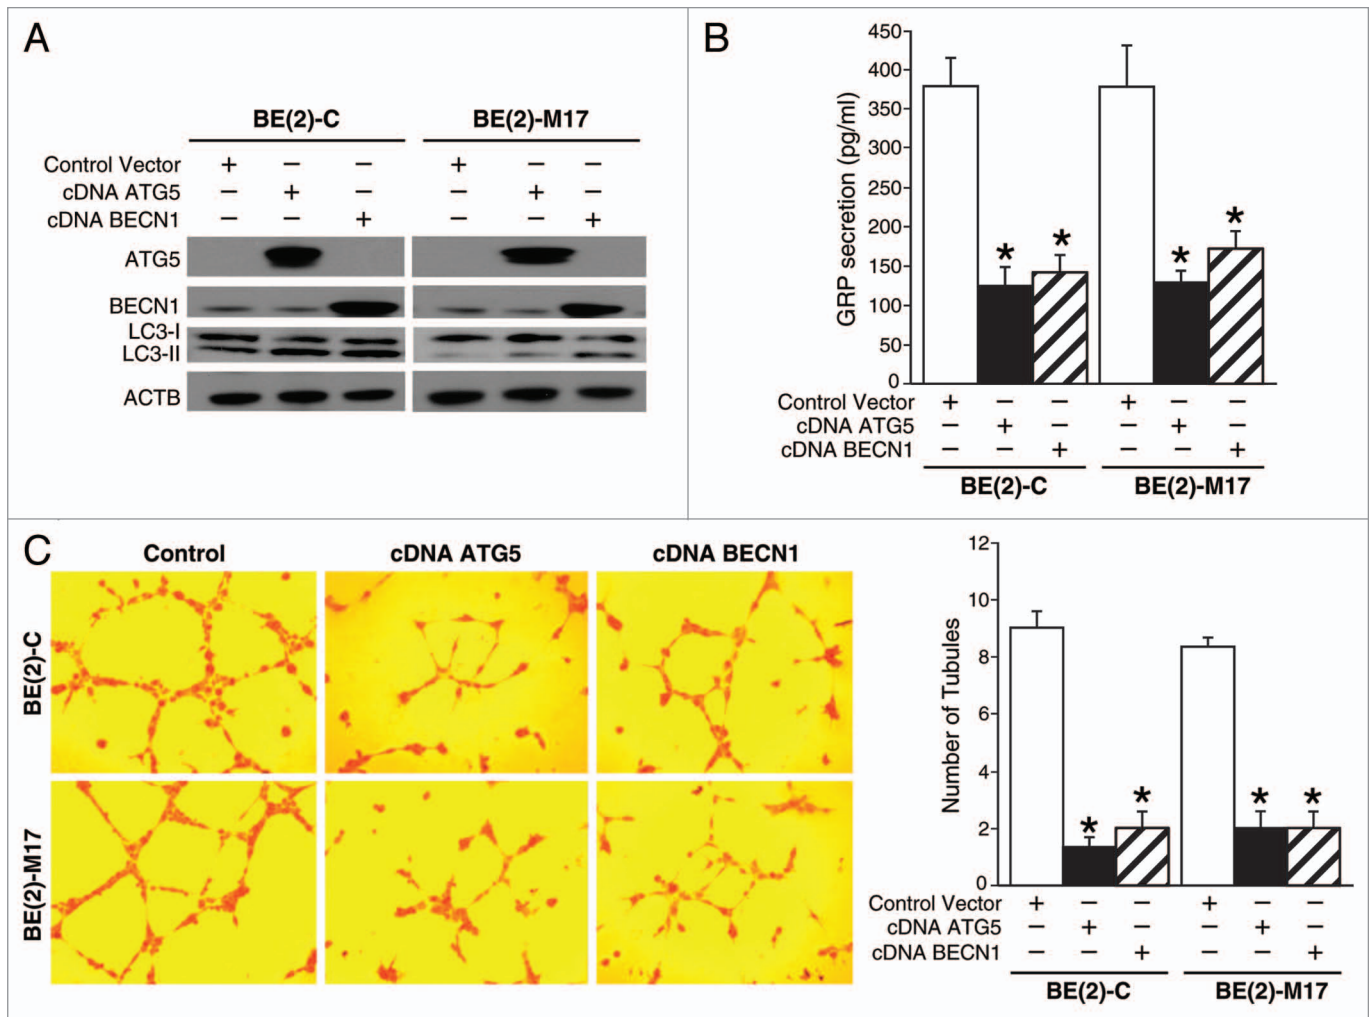 A
BE(2)-C BE(2)-M17
Control Vector + – – + – –
cDNA ATG5 – + – – + –
cDNA BECN1 – – + – – +
ATG5
BECN1
LC3-I
LC3-II
ACTB
B
GRP secretion (pg/ml)
450
400
350
300
250
200
150
100
50
0
* * * *
Control Vector + – – + – –
cDNA ATG5 – + – – + –
cDNA BECN1 – – + – – +
BE(2)-C BE(2)-M17
C
Control cDNA ATG5 cDNA BECN1
BE(2)-C
BE(2)-M17
Number of Tubules
12
10
8
6
4
2
0
* * * *
Control Vector + – – + – –
cDNA ATG5 – + – – + –
cDNA BECN1 – – + – – +
BE(2)-C BE(2)-M17